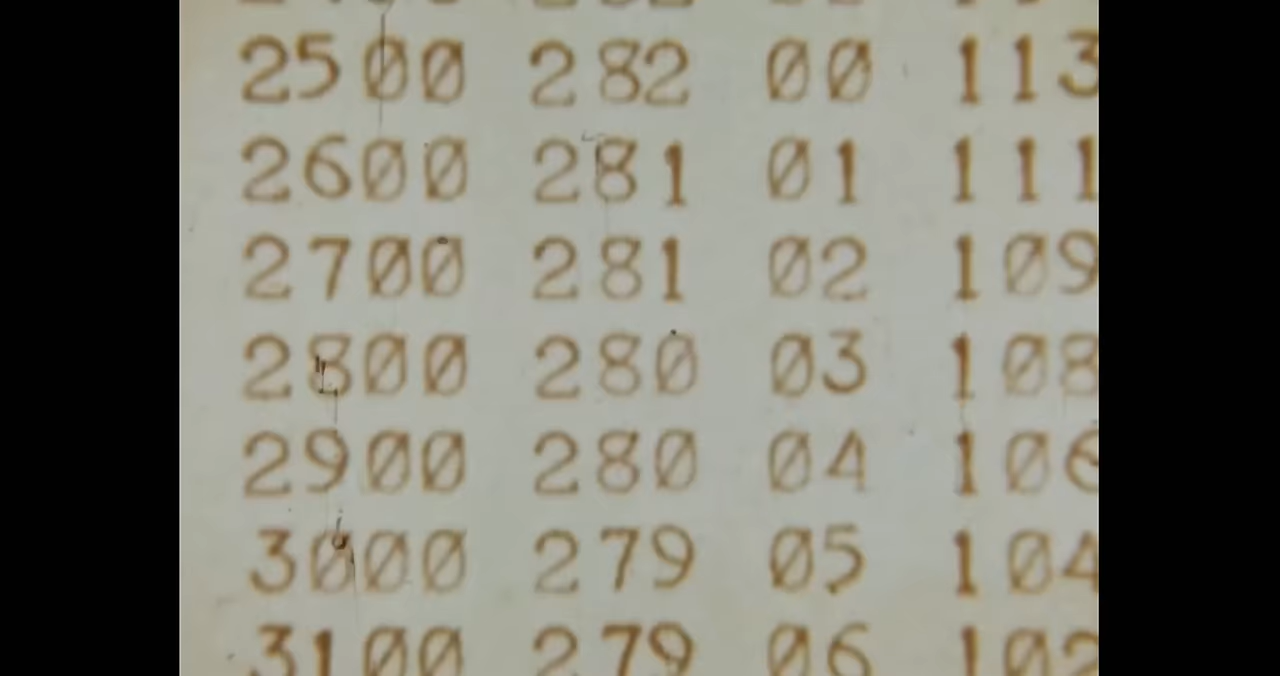 2500 282 00 113
2600 281 01 111
2700 281 02 109
2800 280 03 108
2900 280 04 106
3000 279 05 104
3100 279 06 102